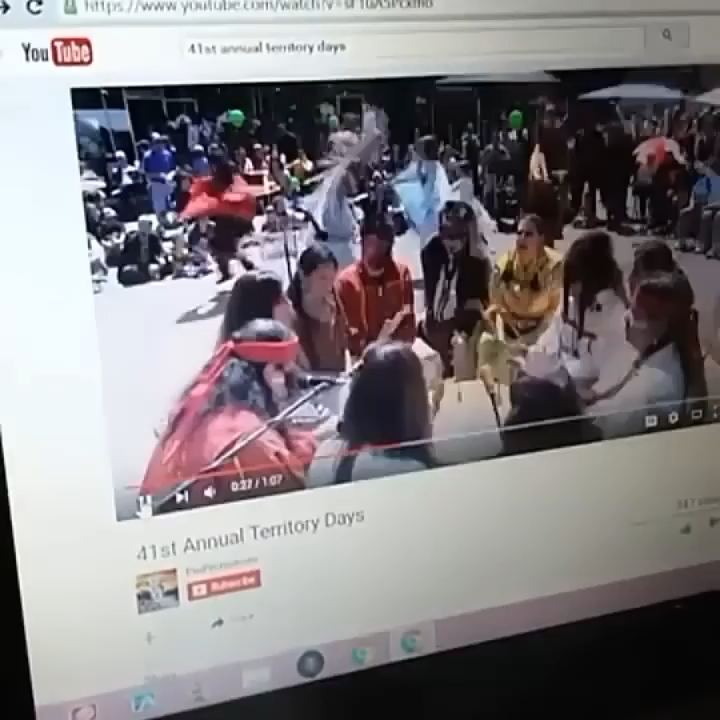 https://www.youtube.com/watch?v=
YouTube
41st annual territory days
0:27 / 1:07
41st Annual Territory Days
Subscribe